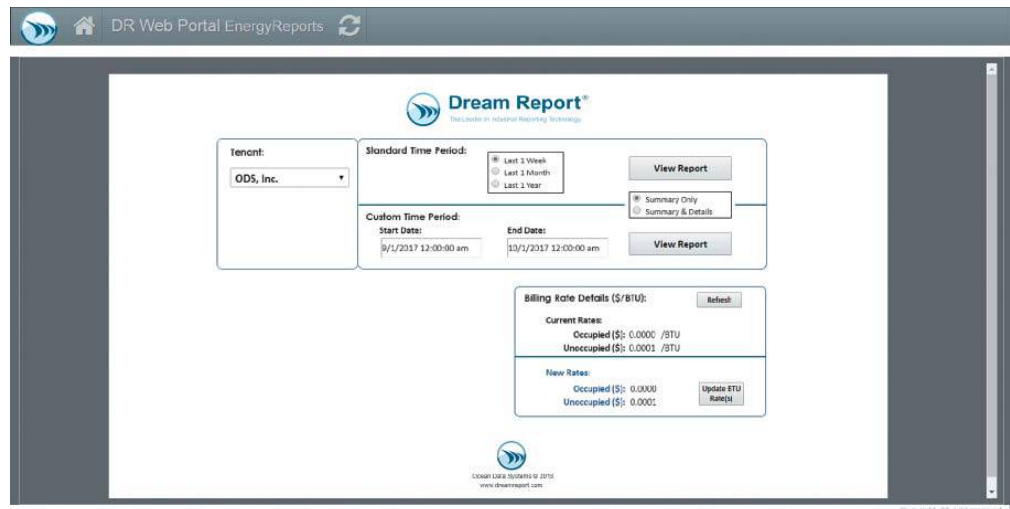 DR Web Portal EnergyReports
Dream Report®
The Leader in Industrial Reporting Technology
Tenant:
ODS, Inc.
Standard Time Period:
Last 1 Week
Last 1 Month
Last 1 Year
View Report
Summary Only
Summary & Details
Custom Time Period:
Start Date:
End Date:
9/1/2017 12:00:00 am
10/1/2017 12:00:00 am
View Report
Billing Rate Details ($/BTU):
Refresh
Current Rates:
Occupied ($): 0.0000 /BTU
Unoccupied ($): 0.0001 /BTU
New Rates:
Occupied ($): 0.0000
Unoccupied ($): 0.0001
Update BTU
Rate(s)
Ocean Data Systems ©
www.dreamreport.com